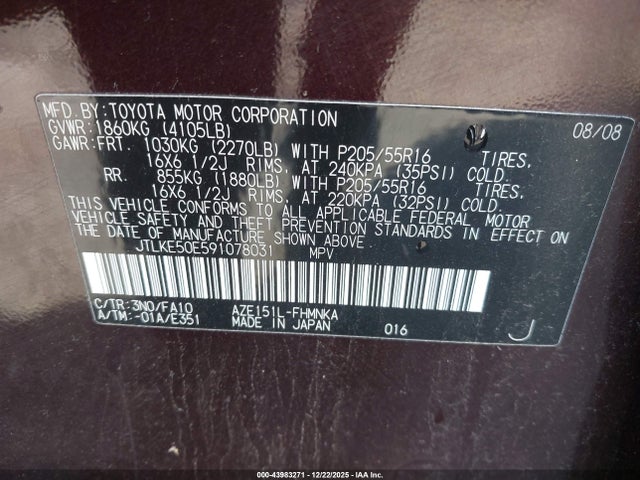 MFD. BY: TOYOTA MOTOR CORPORATION 08/08
GVWR: 1860KG (4105LB)
GAWR: FRT. 1030KG (2270LB) WITH P205/55R16 TIRES,
16X6 1/2J RIMS, AT 240KPA (35PSI) COLD.
RR. 855KG (1880LB) WITH P205/55R16 TIRES,
16X6 1/2J RIMS, AT 220KPA (32PSI) COLD.
THIS VEHICLE CONFORMS TO ALL APPLICABLE FEDERAL MOTOR
VEHICLE SAFETY AND THEFT PREVENTION STANDARDS IN EFFECT ON
THE DATE OF MANUFACTURE SHOWN ABOVE.
JTLKE50E591078031 MPV
C/TR: 3N0/FA10 AZE151L-FHMNKA
A/TM: -01A/E351 MADE IN JAPAN 016 J
000-43983271 - 12/22/2025 - IAA Inc.